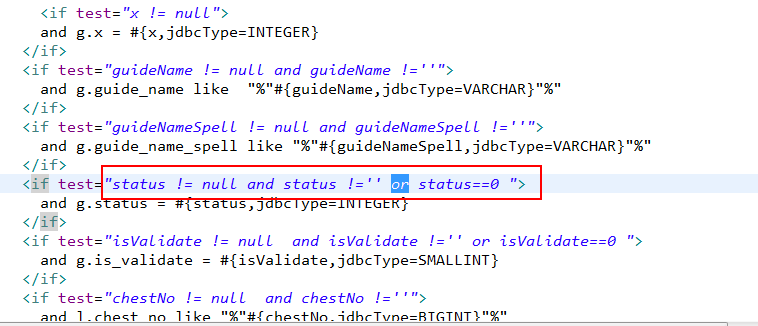 <if test="x != null">
and g.x = #{x,jdbcType=INTEGER}
</if>
<if test="guideName != null and guideName !=''">
and g.guide_name like  "%"#{guideName,jdbcType=VARCHAR}"%"
</if>
<if test="guideNameSpell != null and guideNameSpell !=''">
and g.guide_name_spell like "%"#{guideNameSpell,jdbcType=VARCHAR}"%"
</if>
<if test="status != null and status !='' or status==0 ">
and g.status = #{status,jdbcType=INTEGER}
</if>
<if test="isValidate != null  and isValidate !='' or isValidate==0 ">
and g.is_validate = #{isValidate,jdbcType=SMALLINT}
</if>
<if test="chestNo != null  and chestNo !=''">
and l.chest_no like "%"#{chestNo,jdbcType=BIGINT}"%"